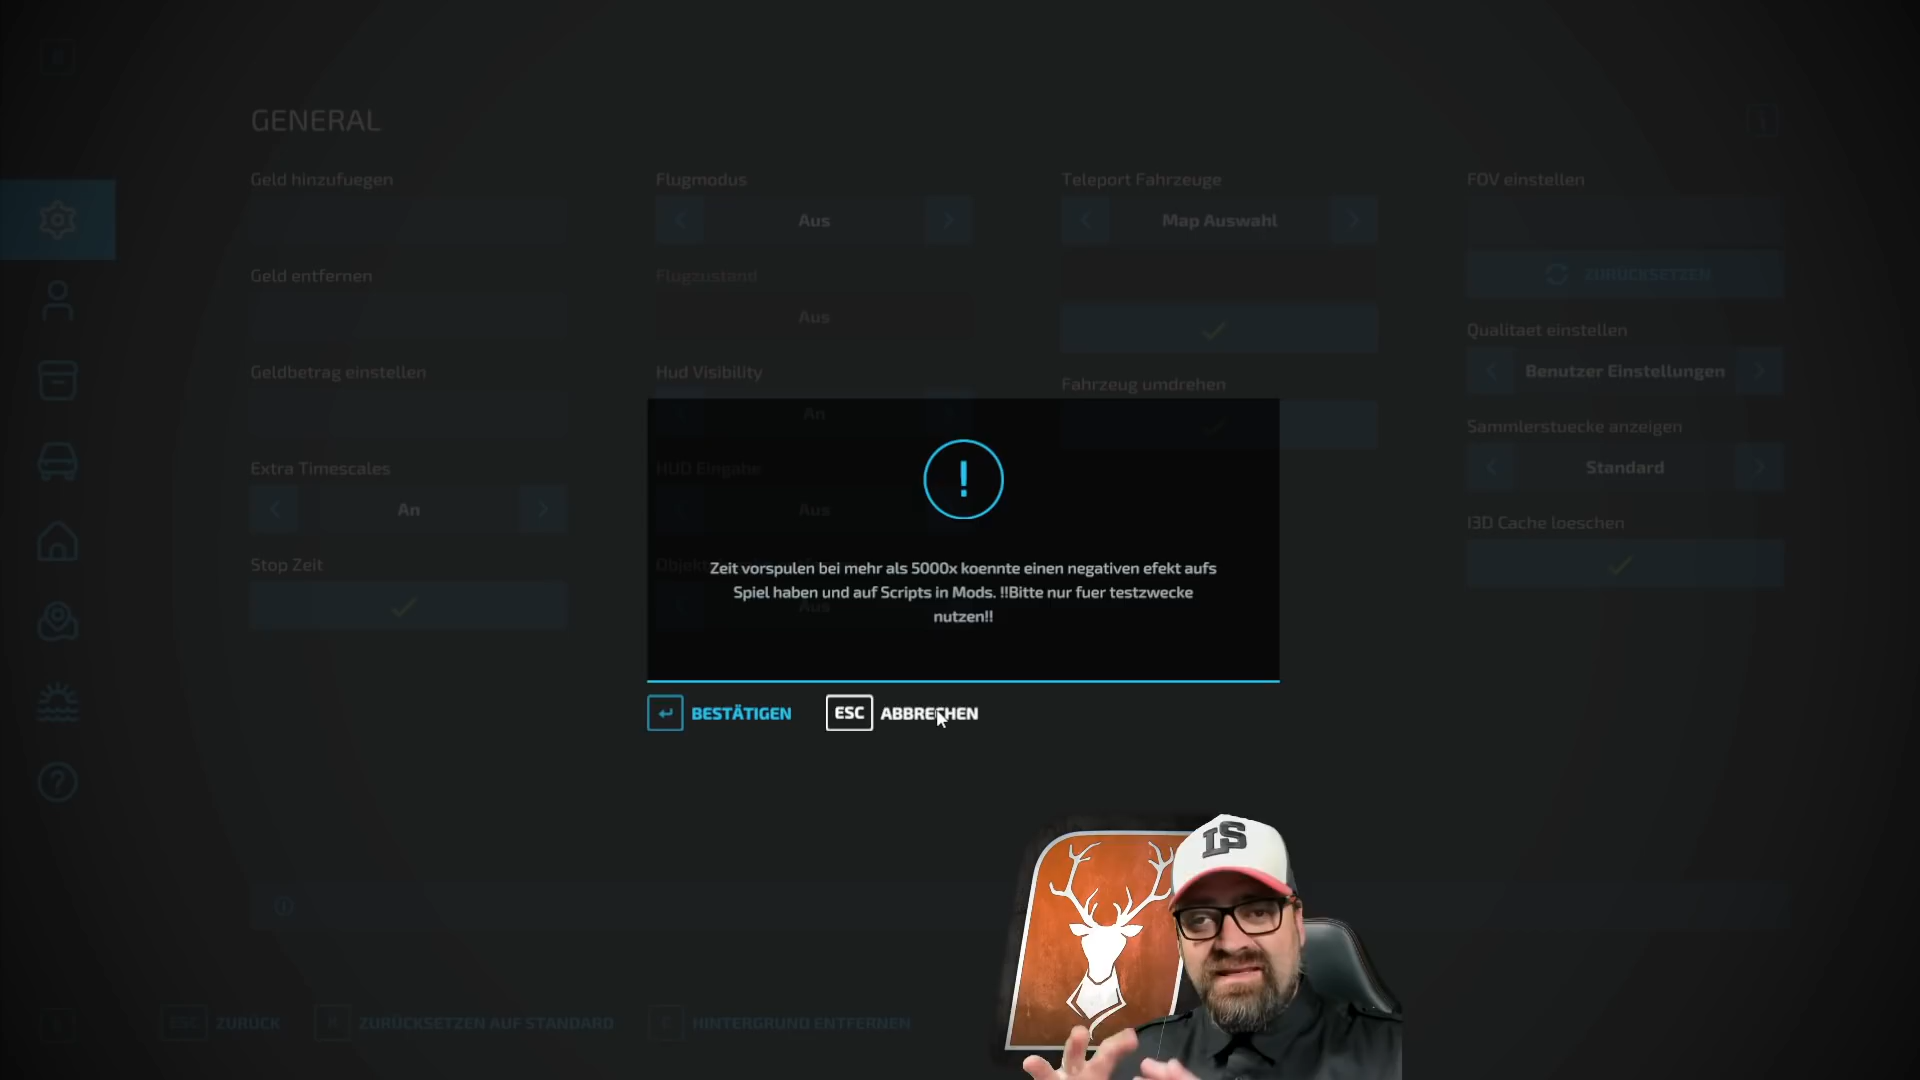 GENERAL
Geld hinzufuegen
Flugmodus
Teleport Fahrzeuge
FOV einstellen
Aus
Map Auswahl
Geld entfernen
Flugzustand
ZURÜCKSETZEN
Aus
Qualitaet einstellen
Geldbetrag einstellen
Hud Visibility
Benutzer Einstellungen
Fahrzeug umdrehen
An
Sammlerstuecke anzeigen
Extra Timescales
HUD Eingabe
Standard
An
Aus
I3D Cache loeschen
Stop Zeit
Zeit vorspulen bei mehr als 5000x koennte einen negativen efekt aufs
Spiel haben und auf Scripts in Mods. !!Bitte nur fuer testzwecke
nutzen!!
Aus
BESTÄTIGEN
ESC ABBRECHEN
LS
ESC ZURÜCK
ZURÜCKSETZEN AUF STANDARD
HINTERGRUND ENTFERNEN